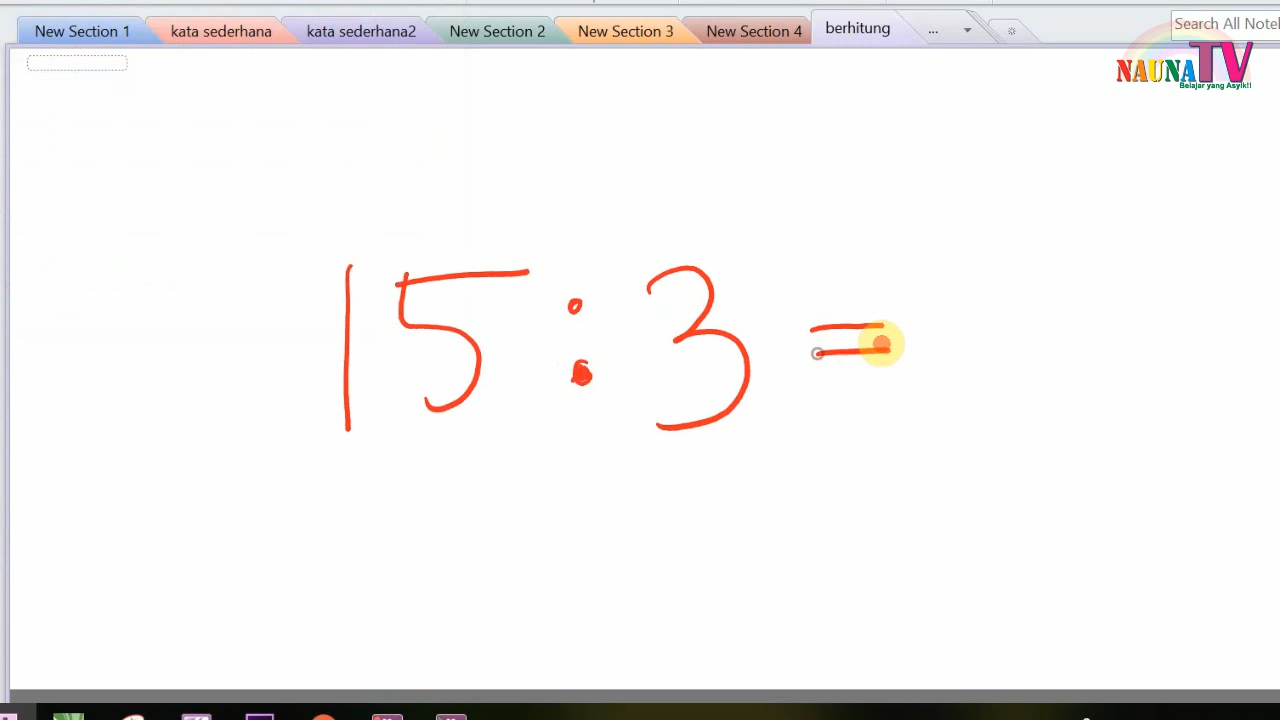 New Section 1 kata sederhana kata sederhana2 New Section 2 New Section 3 New Section 4 berhitung ... Search All Note
NAUNA TV
Belajar yang Asyik!!
15 : 3 =